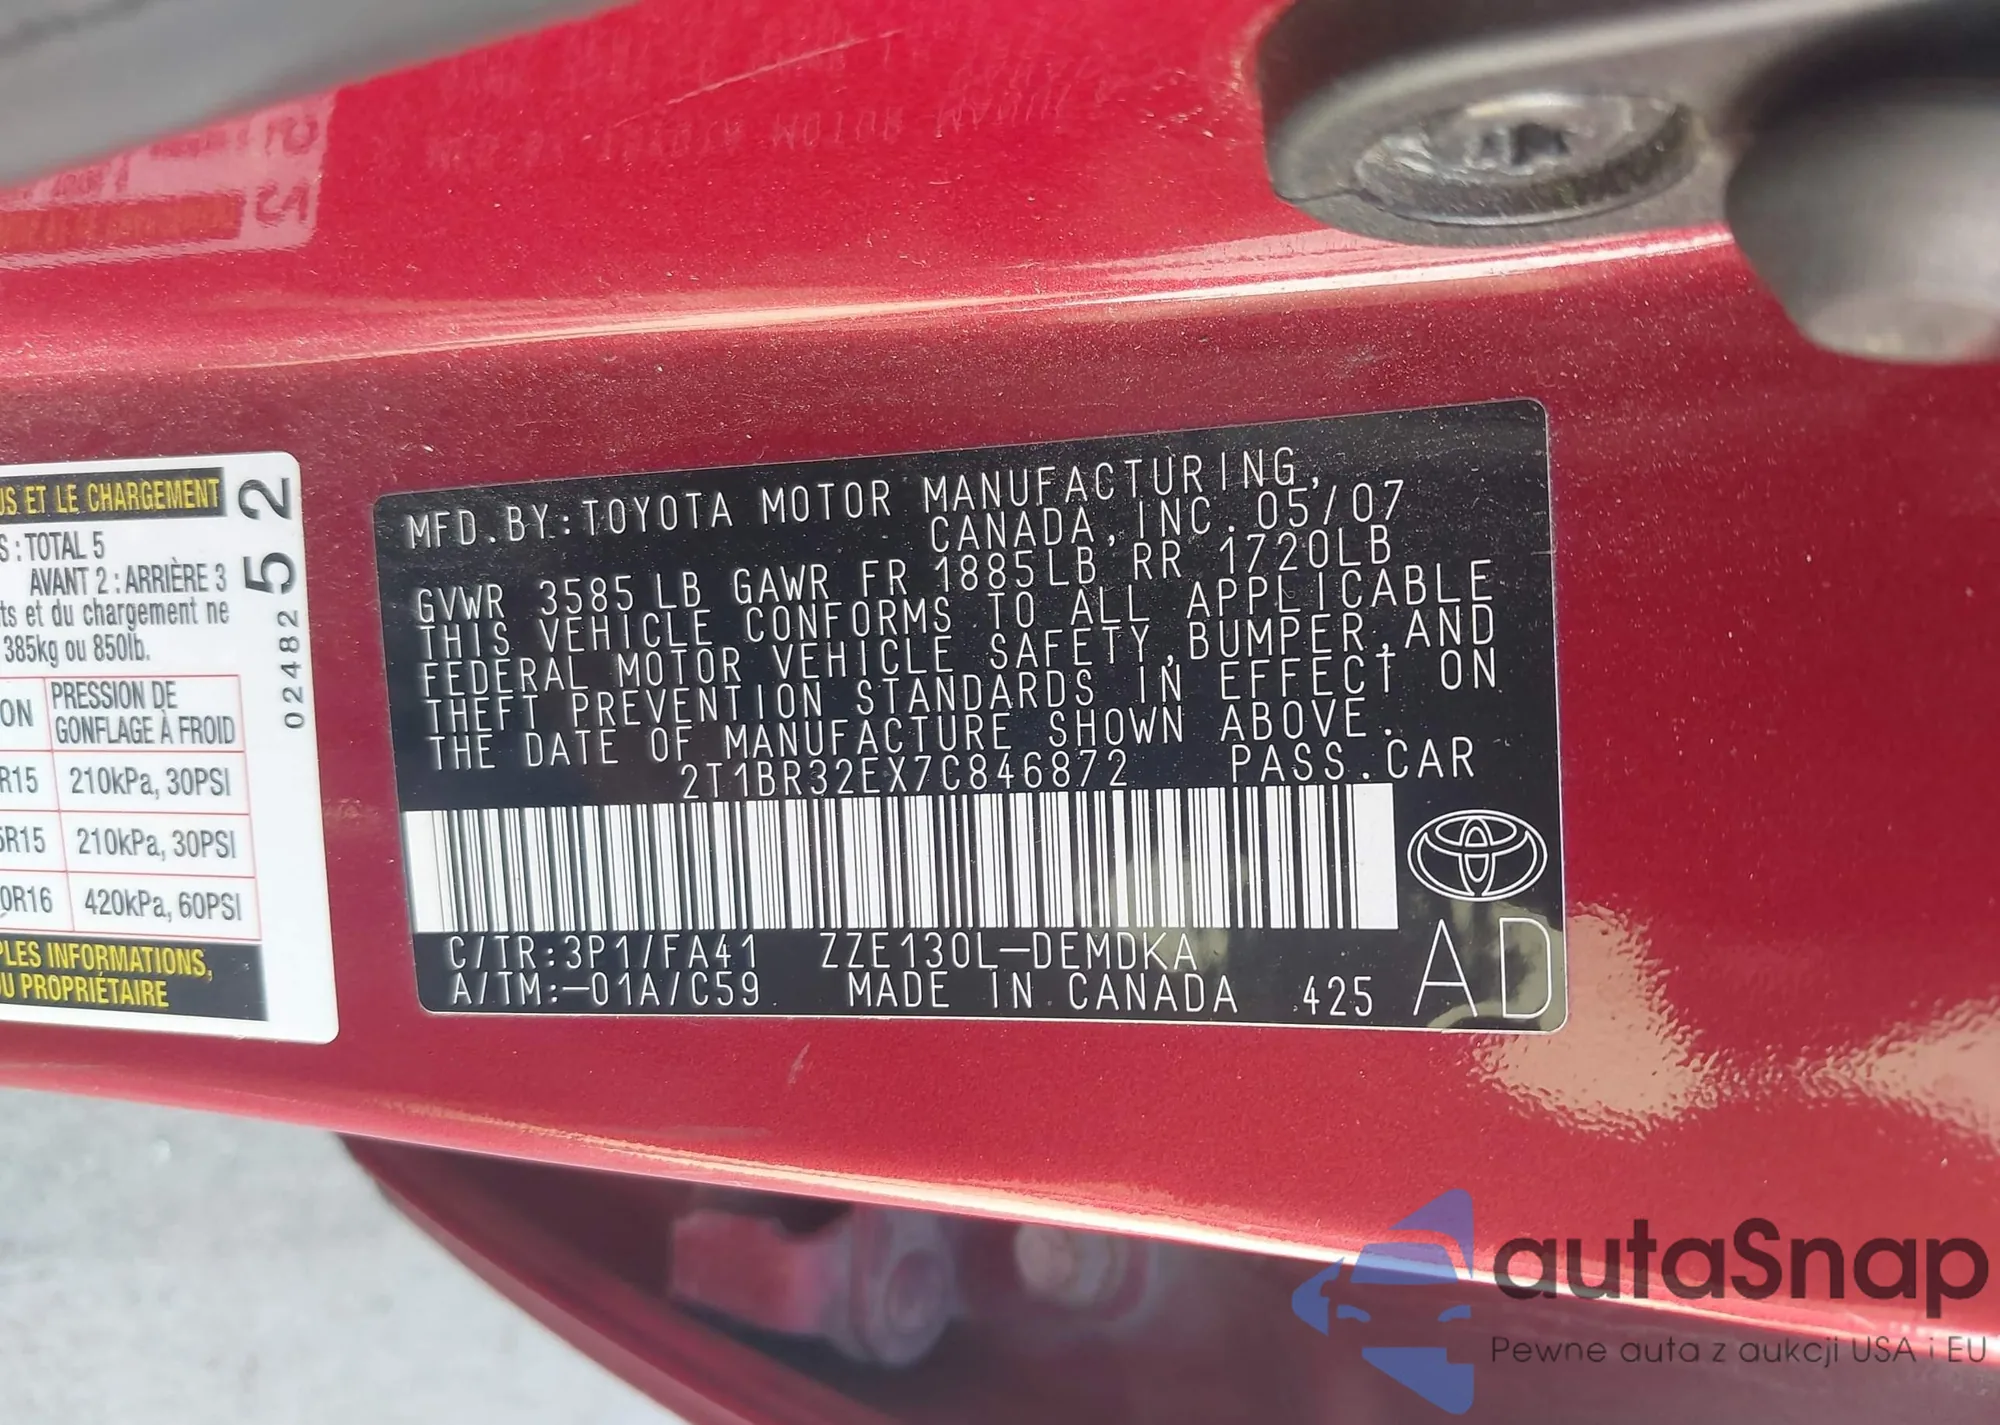 US ET LE CHARGEMENT
S : TOTAL 5
AVANT 2 : ARRIÈRE 3
ts et du chargement ne
385kg ou 850lb.
ON
PRESSION DE
GONFLAGE À FROID
R15
210kPa, 30PSI
5R15
210kPa, 30PSI
0R16
420kPa, 60PSI
PLES INFORMATIONS,
DU PROPRIÉTAIRE
52
02482
MFD.BY:TOYOTA MOTOR MANUFACTURING,
CANADA,INC. 05/07
GVWR 3585LB GAWR FR 1885LB RR 1720LB
THIS VEHICLE CONFORMS TO ALL APPLICABLE
FEDERAL MOTOR VEHICLE SAFETY,BUMPER,AND
THEFT PREVENTION STANDARDS IN EFFECT ON
THE DATE OF MANUFACTURE SHOWN ABOVE.
2T1BR32EX7C846872 PASS.CAR
C/TR:3P1/FA41 ZZE130L-DEMDKA
A/TM:-01A/C59 MADE IN CANADA 425
AD
autaSnap
Pewne auta z aukcji USA i EU